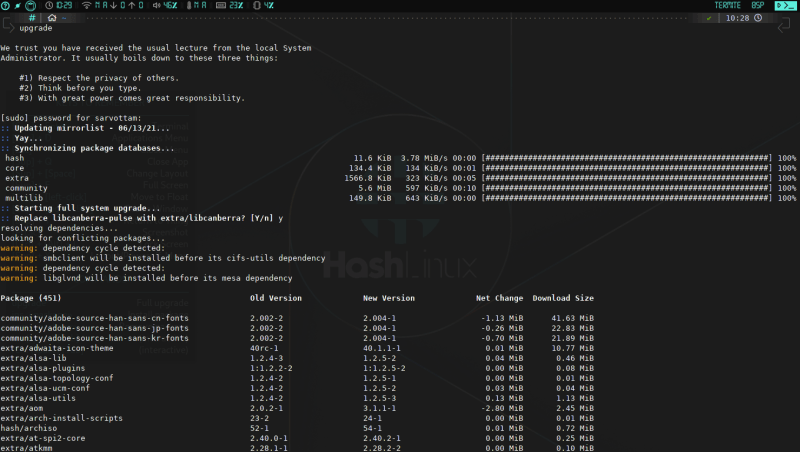 10:29 M A 0 0 46% M A 23% 4% TERMITE BSP
# ~ 10:28
upgrade
We trust you have received the usual lecture from the local System
Administrator. It usually boils down to these three things:
#1) Respect the privacy of others.
#2) Think before you type.
#3) With great power comes great responsibility.
[sudo] password for sarvottam:
:: Updating mirrorlist - 06/13/21...
:: Yay...
:: Synchronizing package databases...
hash 11.6 KiB 3.78 MiB/s 00:00 [################################################################] 100%
core 134.4 KiB 134 KiB/s 00:01 [################################################################] 100%
extra 1566.8 KiB 323 KiB/s 00:05 [################################################################] 100%
community 5.6 MiB 597 KiB/s 00:10 [################################################################] 100%
multilib 149.8 KiB 643 KiB/s 00:00 [################################################################] 100%
:: Starting full system upgrade...
:: Replace libcanberra-pulse with extra/libcanberra? [Y/n] y
resolving dependencies...
looking for conflicting packages...
warning: dependency cycle detected:
warning: smbclient will be installed before its cifs-utils dependency
warning: dependency cycle detected:
warning: libglvnd will be installed before its mesa dependency
HashLinux
Full upgrade
Package (451) Old Version New Version Net Change Download Size
community/adobe-source-han-sans-cn-fonts 2.002-2 2.004-1 -1.13 MiB 41.63 MiB
community/adobe-source-han-sans-jp-fonts 2.002-2 2.004-1 -0.26 MiB 22.83 MiB
community/adobe-source-han-sans-kr-fonts 2.002-2 2.004-1 -0.70 MiB 21.89 MiB
extra/adwaita-icon-theme 40rc-1 40.1.1-1 0.01 MiB 10.77 MiB
extra/alsa-lib 1.2.4-3 1.2.5-2 0.04 MiB 0.46 MiB
extra/alsa-plugins 1:1.2.2-2 1:1.2.5-2 0.00 MiB 0.08 MiB
extra/alsa-topology-conf 1.2.4-2 1.2.5-1 0.00 MiB 0.01 MiB
extra/alsa-ucm-conf 1.2.4-2 1.2.5-2 0.03 MiB 0.04 MiB
extra/alsa-utils 1.2.4-2 1.2.5-3 0.13 MiB 1.13 MiB
extra/aom 2.0.2-1 3.1.1-1 -2.80 MiB 2.45 MiB
extra/arch-install-scripts 23-2 24-1 0.00 MiB 0.01 MiB
hash/archiso 52-1 54-1 0.01 MiB 0.72 MiB
extra/at-spi2-core 2.40.0-1 2.40.2-1 0.00 MiB 0.25 MiB
extra/atkmm 2.28.1-1 2.28.2-2 0.00 MiB 0.10 MiB